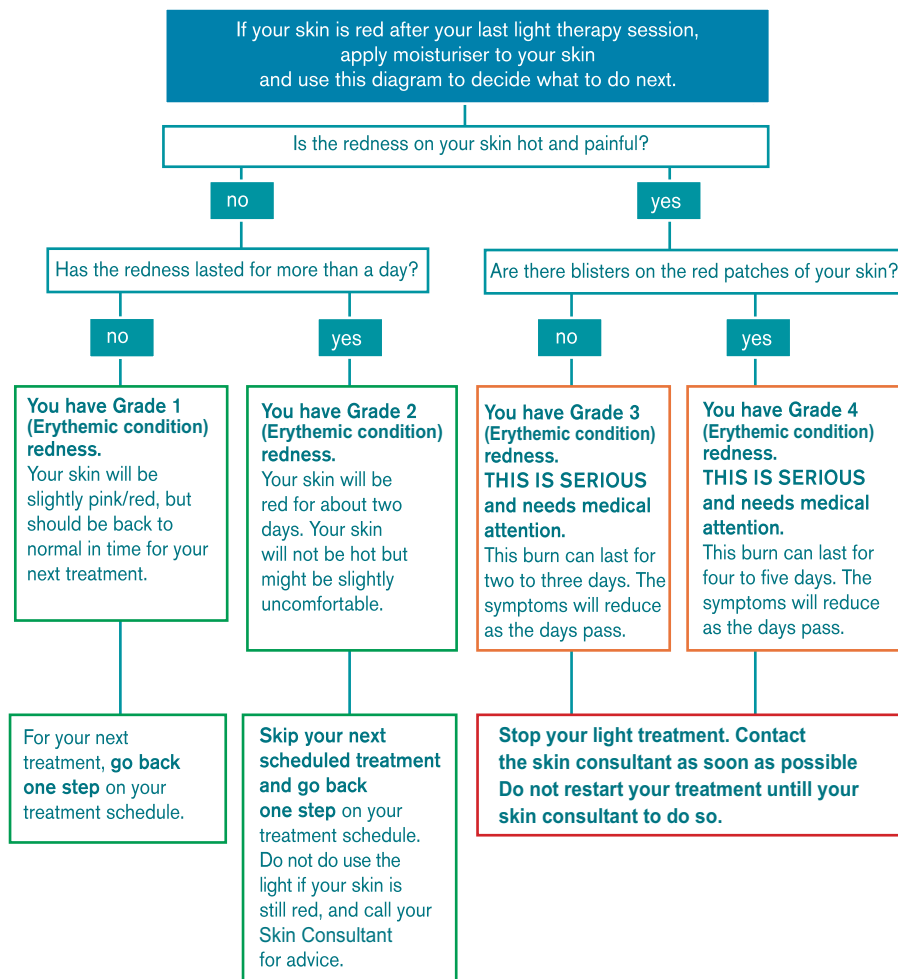 If your skin is red after your last light therapy session,
apply moisturiser to your skin
and use this diagram to decide what to do next.
Is the redness on your skin hot and painful?
no
yes
Has the redness lasted for more than a day?
Are there blisters on the red patches of your skin?
no
yes
no
yes
You have Grade 1
(Erythemic condition)
redness.
Your skin will be
slightly pink/red, but
should be back to
normal in time for your
next treatment.
You have Grade 2
(Erythemic condition)
redness.
Your skin will be
red for about two
days. Your skin
will not be hot but
might be slightly
uncomfortable.
You have Grade 3
(Erythemic condition)
redness.
THIS IS SERIOUS
and needs medical
attention.
This burn can last for
two to three days. The
symptoms will reduce
as the days pass.
You have Grade 4
(Erythemic condition)
redness.
THIS IS SERIOUS
and needs medical
attention.
This burn can last for
four to five days. The
symptoms will reduce
as the days pass.
For your next
treatment, go back
one step on your
treatment schedule.
Skip your next
scheduled treatment
and go back
one step on your
treatment schedule.
Do not do use the
light if your skin is
still red, and call your
Skin Consultant
for advice.
Stop your light treatment. Contact
the skin consultant as soon as possible
Do not restart your treatment untill your
skin consultant to do so.